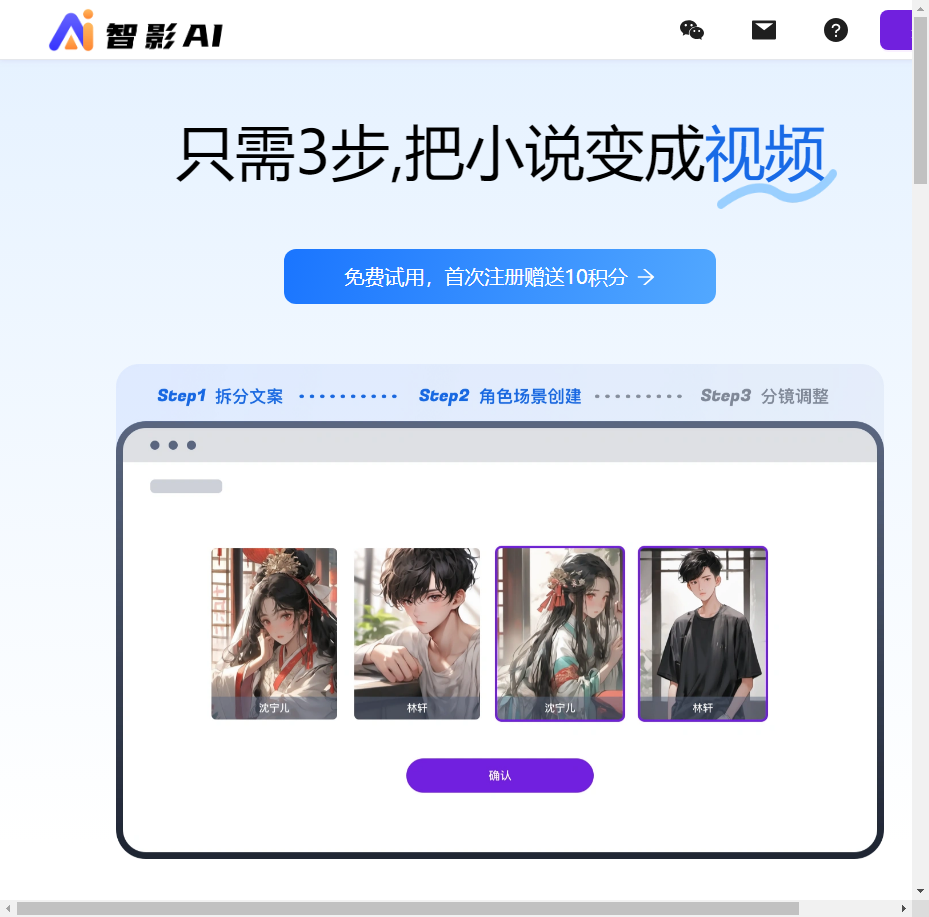 智影AI
只需3步,把小说变成视频
免费试用，首次注册赠送10积分 →
Step1 拆分文案 Step2 角色场景创建 Step3 分镜调整
沈宁儿 林轩 沈宁儿 林轩
确认